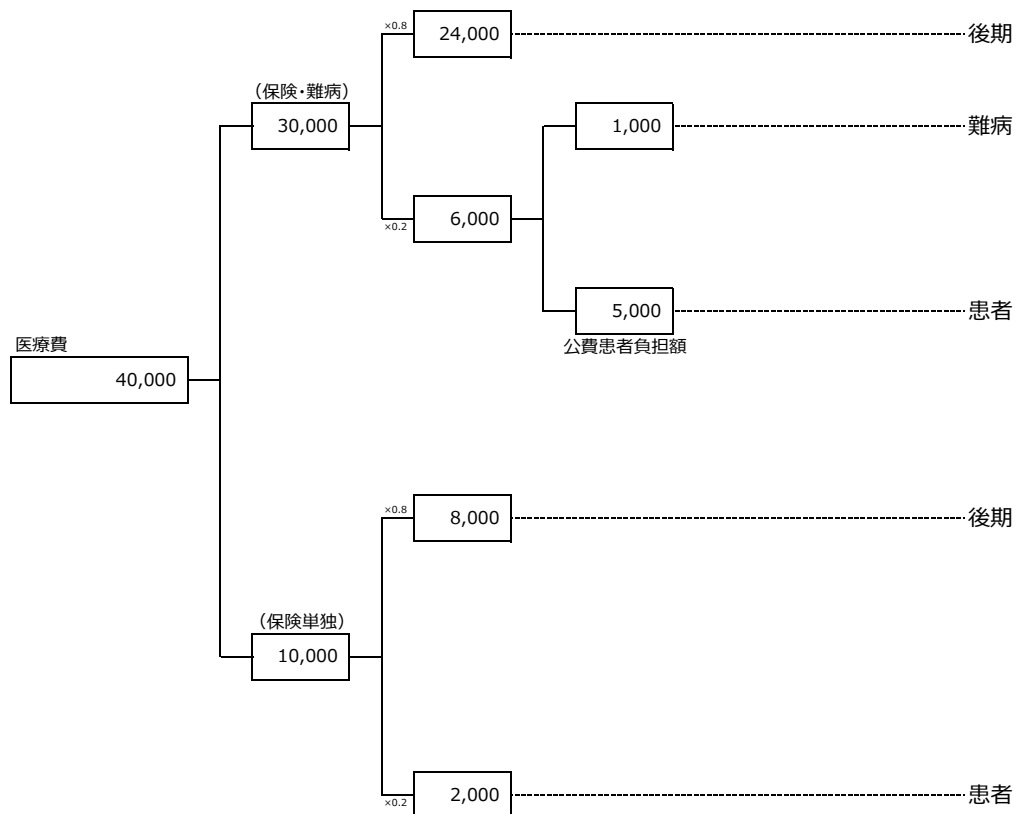 ×0.8
24,000
後期
（保険・難病）
30,000
1,000
難病
×0.2
6,000
5,000
患者
公費患者負担額
医療費
40,000
×0.8
8,000
後期
（保険単独）
10,000
×0.2
2,000
患者